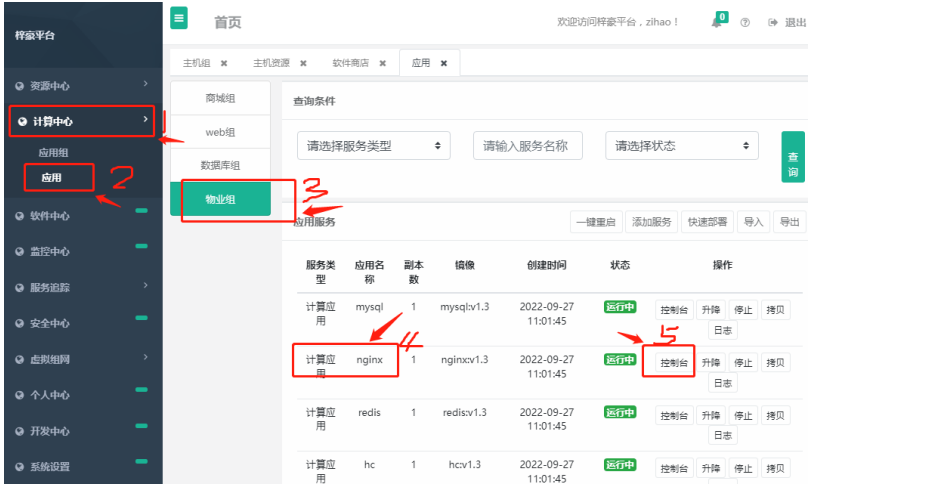 梓豪平台
首页
欢迎访问梓豪平台，zihao！
0
退出
资源中心
计算中心
应用组
应用
软件中心
监控中心
服务追踪
安全中心
虚拟组网
个人中心
开发中心
系统设置
主机组 × 主机资源 × 软件商店 × 应用 ×
商城组
web组
数据库组
物业组
1
2
3
4
5
查询条件
请选择服务类型
请输入服务名称
请选择状态
查询
应用服务
一键重启 添加服务 快速部署 导入 导出
服务类型 应用名称 副本数 镜像 创建时间 状态 操作
计算应用 mysql 1 mysql:v1.3 2022-09-27 11:01:45 运行中 控制台 升降 停止 拷贝 日志
计算应用 nginx 1 nginx:v1.3 2022-09-27 11:01:45 运行中 控制台 升降 停止 拷贝 日志
计算应用 redis 1 redis:v1.3 2022-09-27 11:01:45 运行中 控制台 升降 停止 拷贝 日志
计算应用 hc 1 hc:v1.3 2022-09-27 11:01:45 运行中 控制台 升降 停止 拷贝